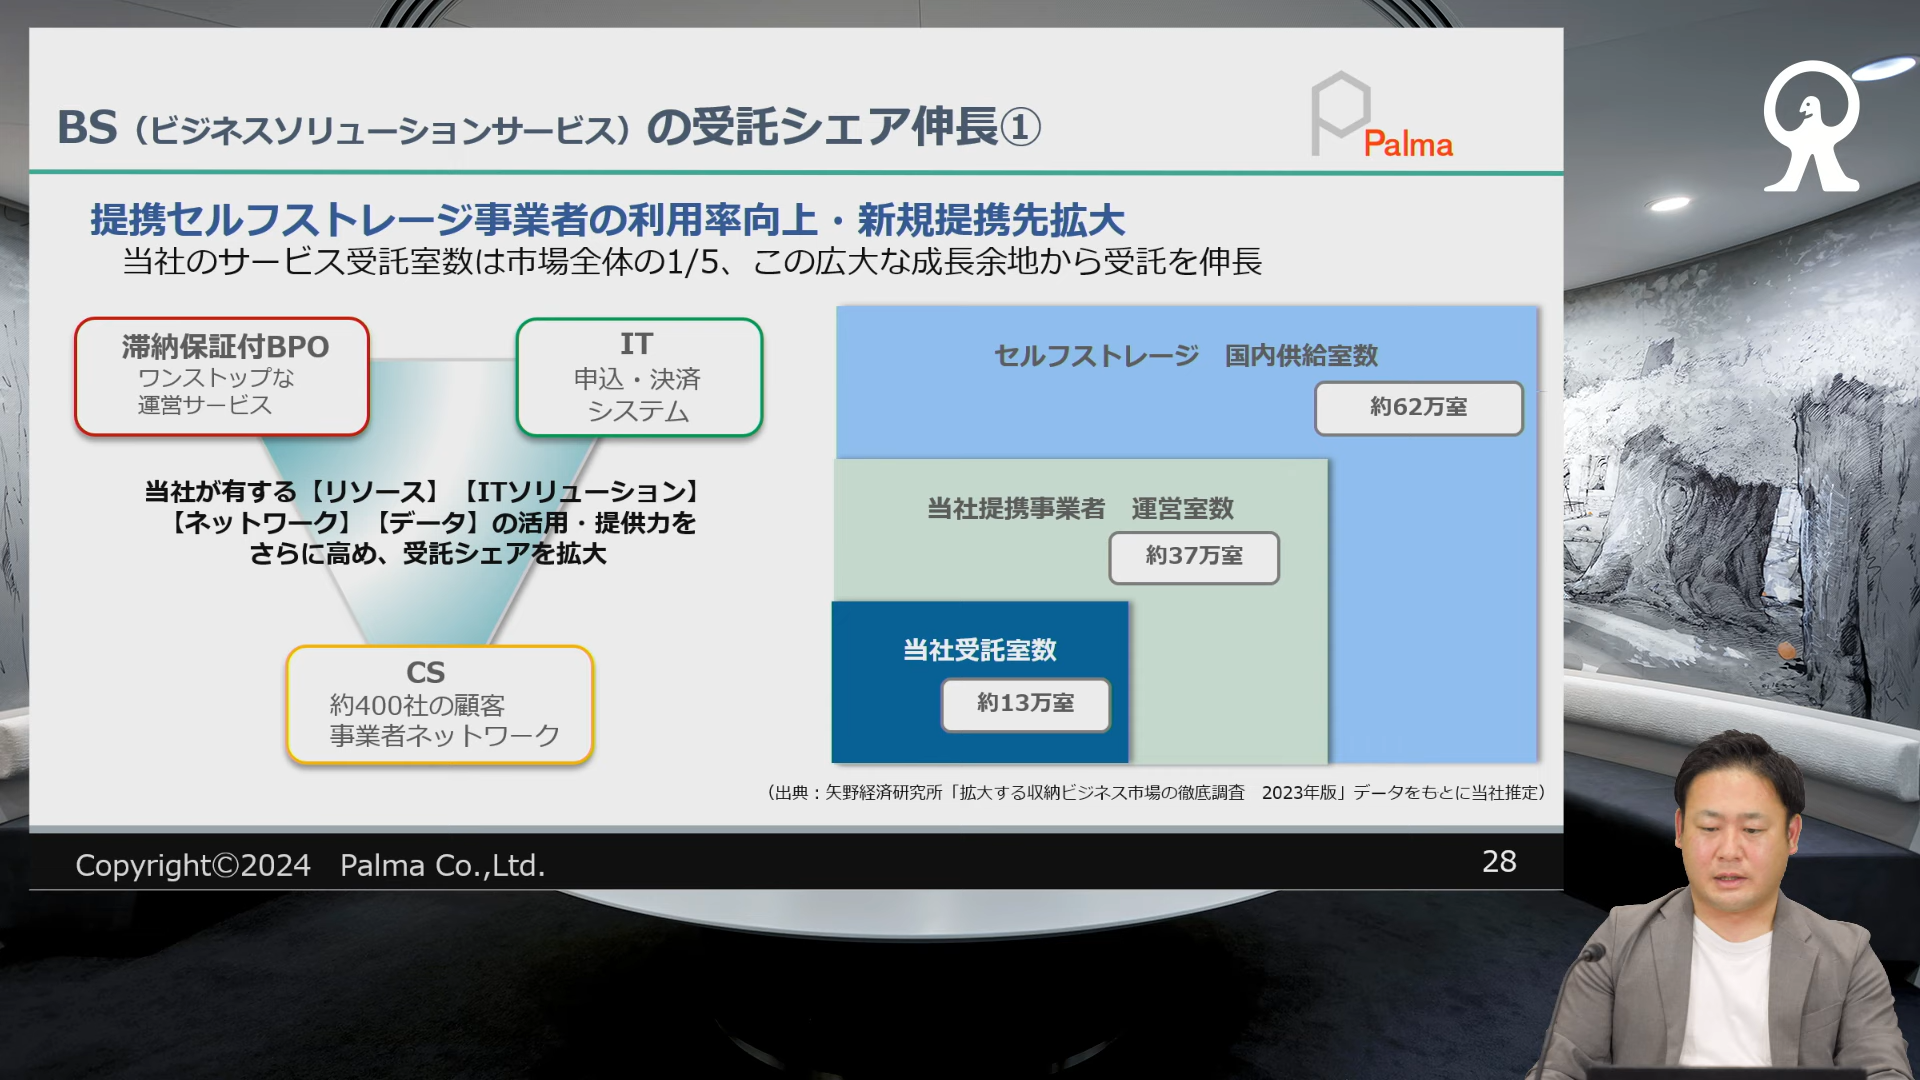 BS（ビジネスソリューションサービス）の受託シェア伸長①
Palma
提携セルフストレージ事業者の利用率向上・新規提携先拡大
当社のサービス受託室数は市場全体の1/5、この広大な成長余地から受託を伸長
滞納保証付BPO
ワンストップな
運営サービス
IT
申込・決済
システム
当社が有する【リソース】【ITソリューション】
【ネットワーク】【データ】の活用・提供力を
さらに高め、受託シェアを拡大
CS
約400社の顧客
事業者ネットワーク
セルフストレージ　国内供給室数
約62万室
当社提携事業者　運営室数
約37万室
当社受託室数
約13万室
（出典：矢野経済研究所「拡大する収納ビジネス市場の徹底調査　2023年版」データをもとに当社推定）
Copyright©2024　Palma Co.,Ltd.
28